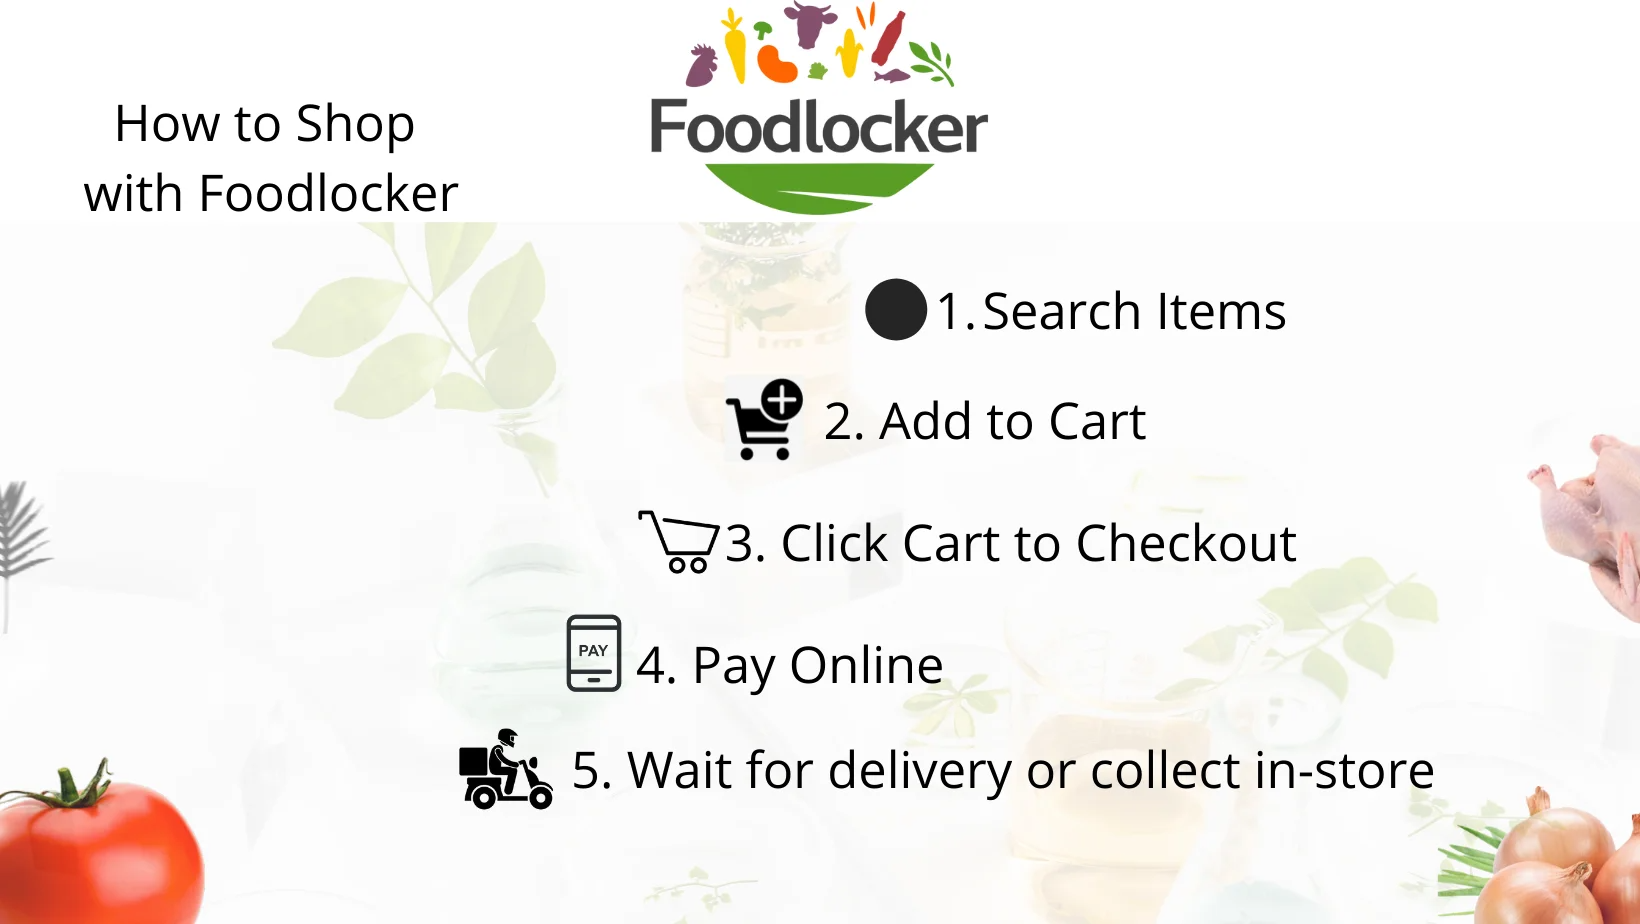 How to Shop
with Foodlocker
Foodlocker
1. Search Items
2. Add to Cart
3. Click Cart to Checkout
PAY
4. Pay Online
5. Wait for delivery or collect in-store